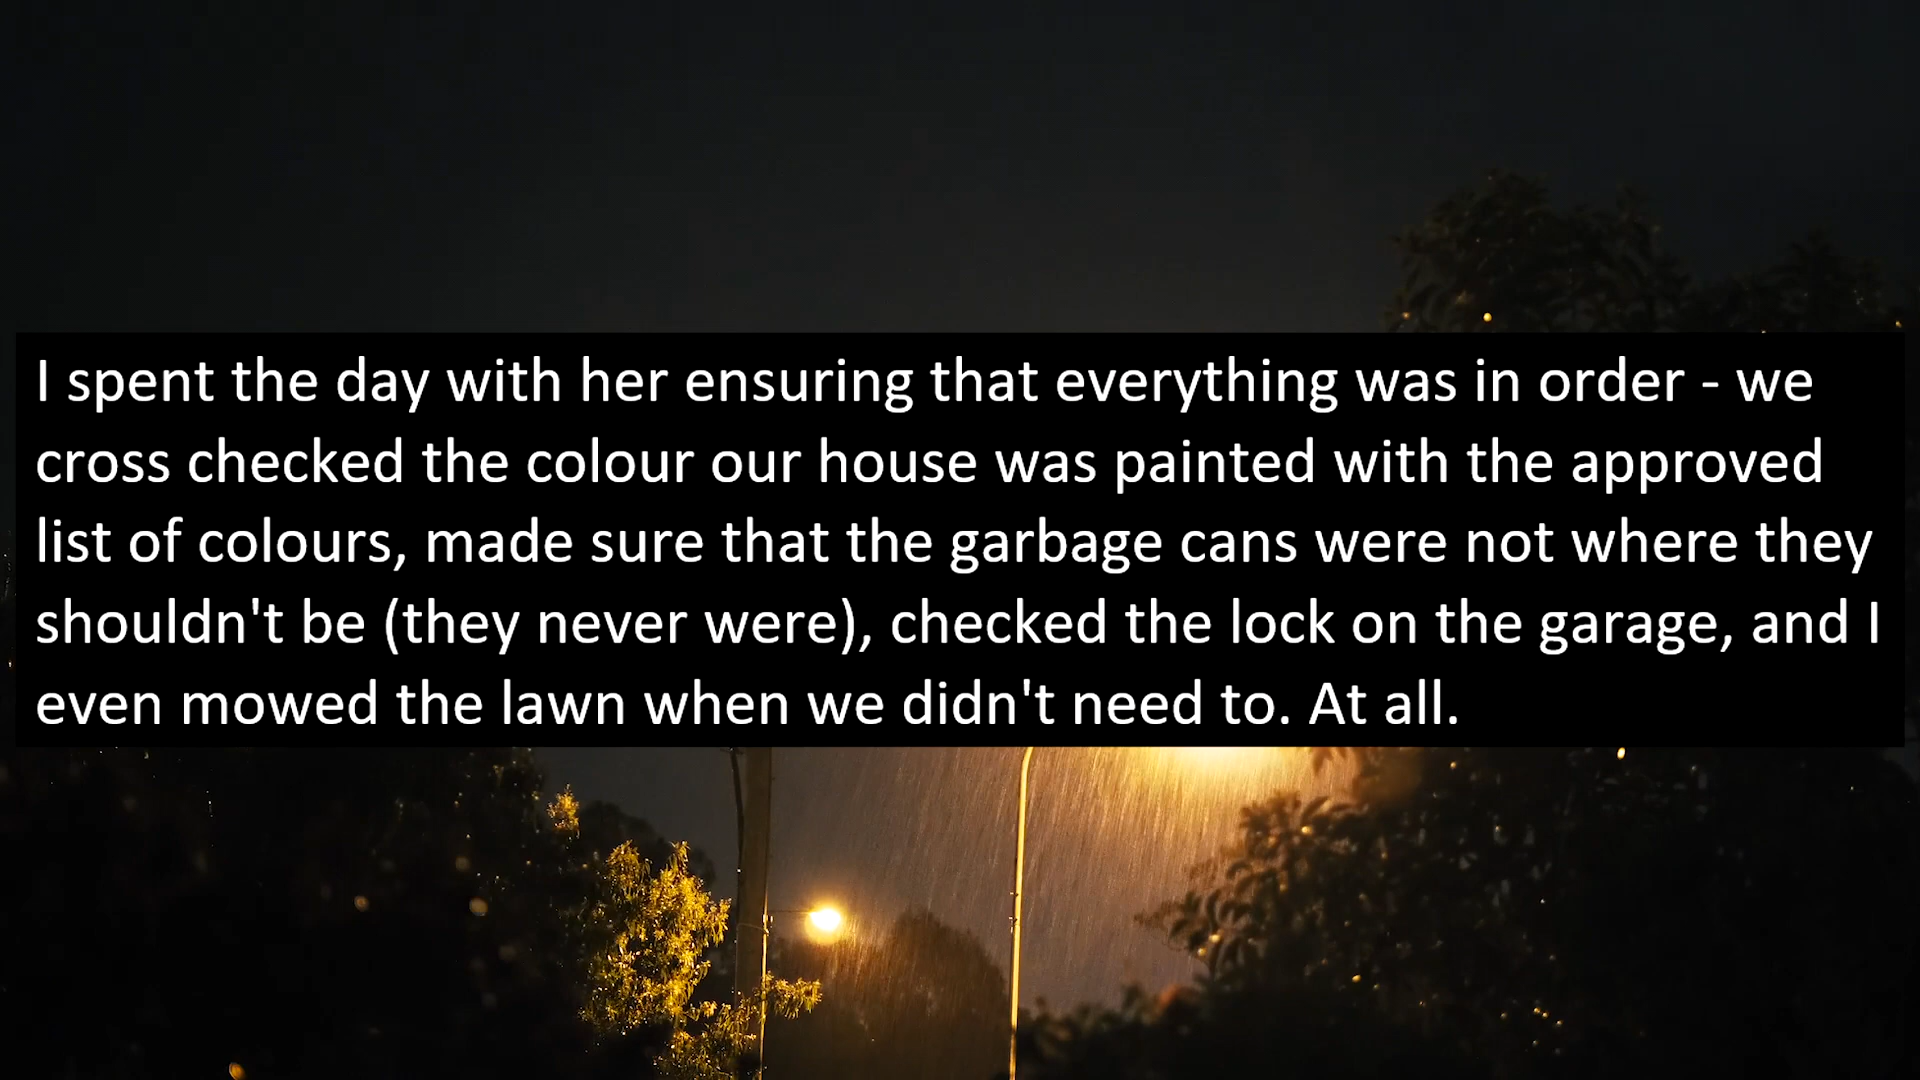 I spent the day with her ensuring that everything was in order - we
cross checked the colour our house was painted with the approved
list of colours, made sure that the garbage cans were not where they
shouldn't be (they never were), checked the lock on the garage, and I
even mowed the lawn when we didn't need to. At all.